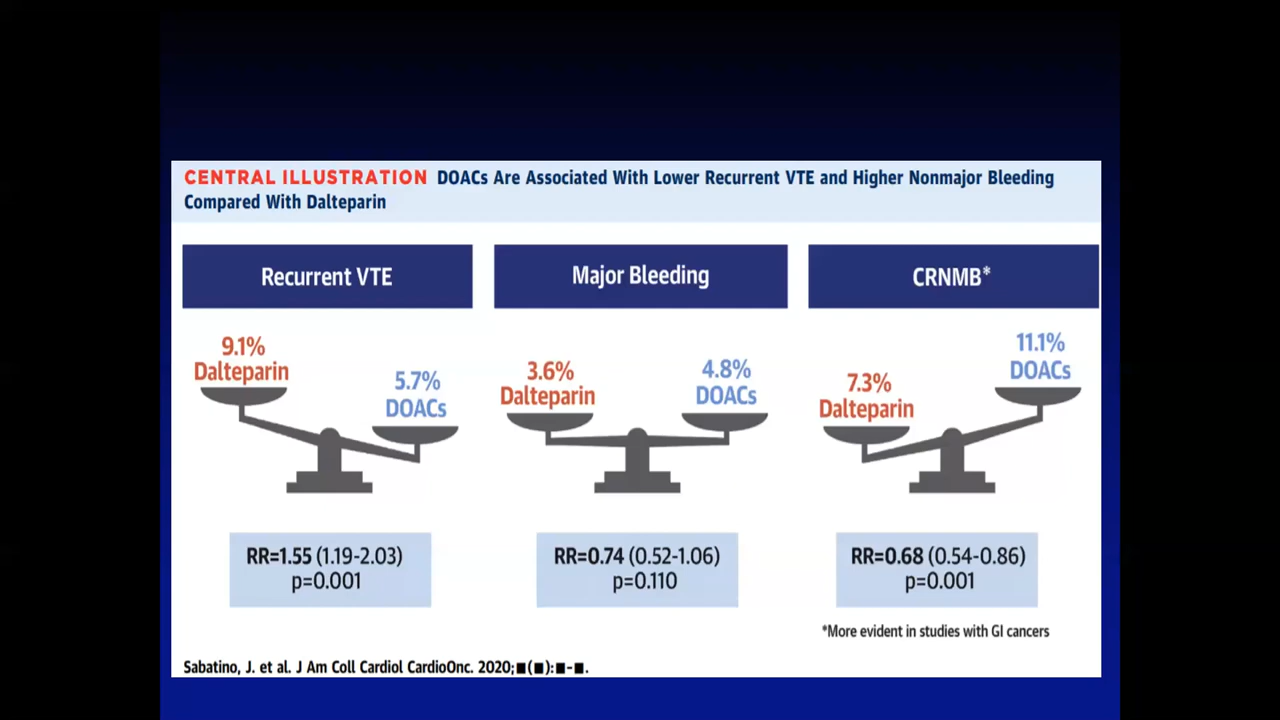 CENTRAL ILLUSTRATION DOACs Are Associated With Lower Recurrent VTE and Higher Nonmajor Bleeding
Compared With Dalteparin
Recurrent VTE
9.1%
Dalteparin
5.7%
DOACs
RR=1.55 (1.19-2.03)
p=0.001
Major Bleeding
3.6%
Dalteparin
4.8%
DOACs
RR=0.74 (0.52-1.06)
p=0.110
CRNMB*
7.3%
Dalteparin
11.1%
DOACs
RR=0.68 (0.54-0.86)
p=0.001
*More evident in studies with GI cancers
Sabatino, J. et al. J Am Coll Cardiol CardioOnc. 2020;■(■):■-■.